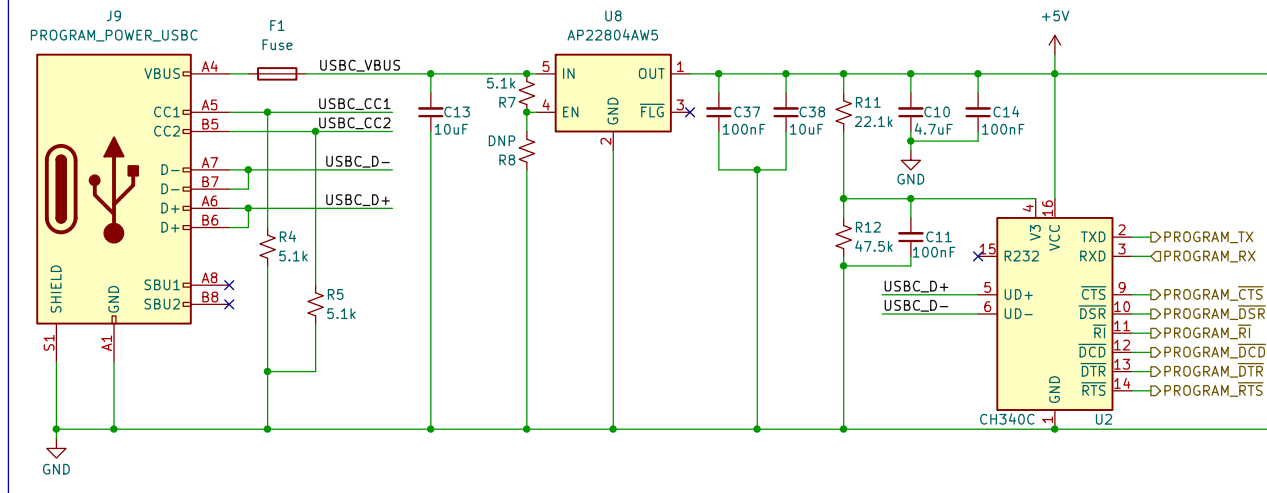 J9
PROGRAM_POWER_USBC
VBUS
A4
CC1
A5
CC2
B5
D-
A7
D-
B7
D+
A6
D+
B6
SBU1
A8
SBU2
B8
SHIELD
GND
S1
A1
GND
F1
Fuse
USBC_VBUS
USBC_CC1
USBC_CC2
USBC_D-
USBC_D+
R4
5.1k
R5
5.1k
C13
10uF
5.1k
R7
DNP
R8
U8
AP22804AW5
5
IN
OUT
1
4
EN
FLG
3
GND
2
C37
100nF
C38
10uF
R11
22.1k
C10
4.7uF
C14
100nF
GND
+5V
R12
47.5k
C11
100nF
4
V3
16
VCC
15
R232
USBC_D+
5
UD+
USBC_D-
6
UD-
TXD
2
PROGRAM_TX
RXD
3
PROGRAM_RX
CTS
9
PROGRAM_CTS
DSR
10
PROGRAM_DSR
RI
11
PROGRAM_RI
DCD
12
PROGRAM_DCD
DTR
13
PROGRAM_DTR
RTS
14
PROGRAM_RTS
GND
1
CH340C
U2